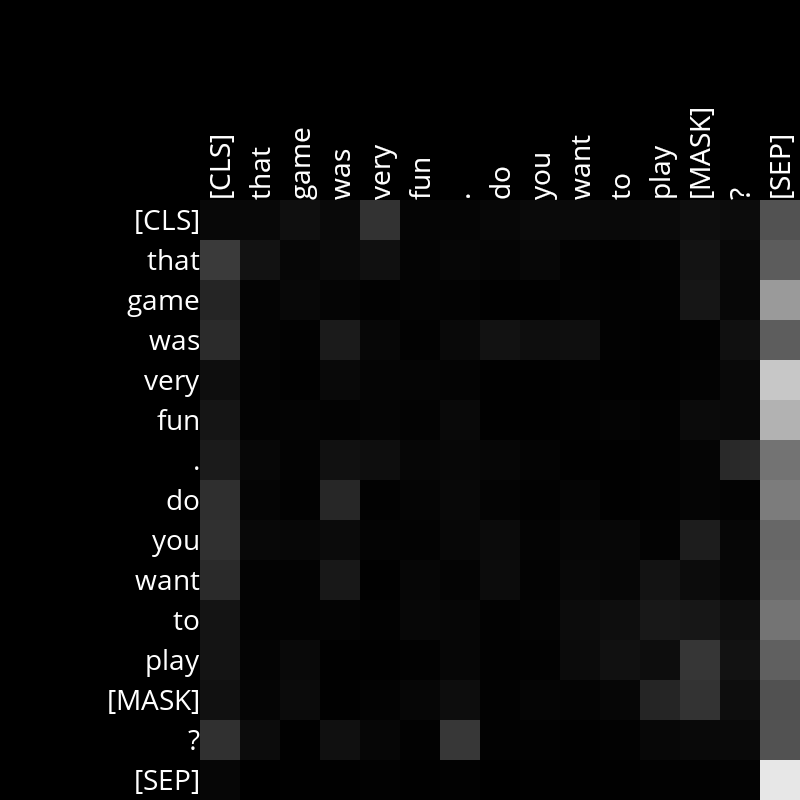 [CLS] that game was very fun . do you want to play [MASK] ? [SEP]
[CLS]
that
game
was
very
fun
.
do
you
want
to
play
[MASK]
?
[SEP]